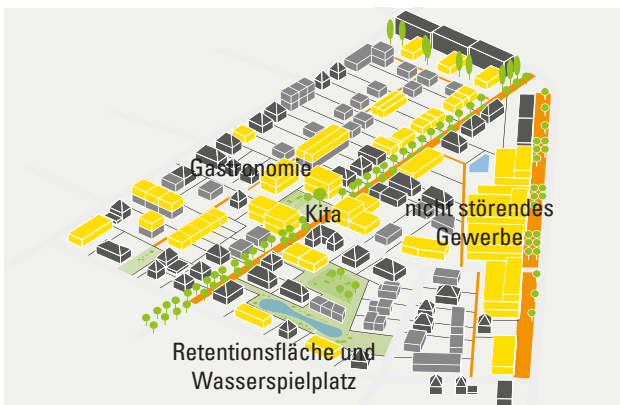 Gastronomie
Kita
nicht störendes
Gewerbe
Retentionsfläche und
Wasserspielplatz